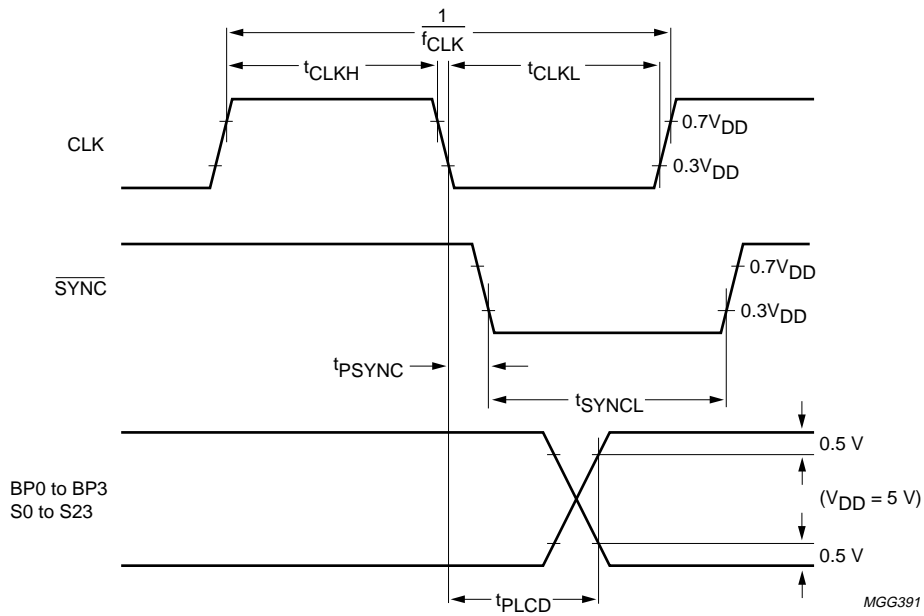 1
fCLK
tCLKH
tCLKL
CLK
0.7VDD
0.3VDD
SYNC
0.7VDD
0.3VDD
tPSYNC
tSYNCL
0.5 V
BP0 to BP3
S0 to S23
(VDD = 5 V)
0.5 V
tPLCD
MGG391